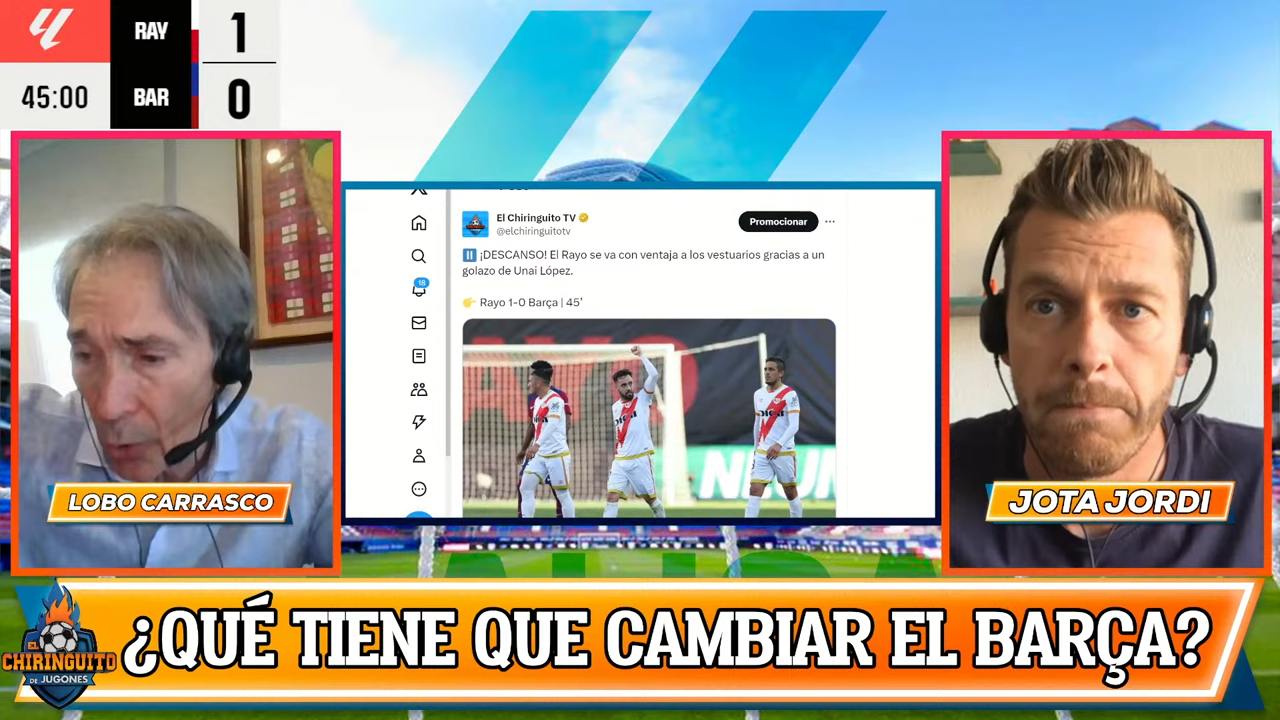 RAY
1
45:00
BAR
0
El Chiringuito TV
@elchiringuitotv
Promocionar
¡DESCANSO! El Rayo se va con ventaja a los vestuarios gracias a un
golazo de Unai López.
Rayo 1-0 Barça | 45’
18
LOBO CARRASCO
JOTA JORDI
EL
CHIRINGUITO
DE JUGONES
¿QUÉ TIENE QUE CAMBIAR EL BARÇA?